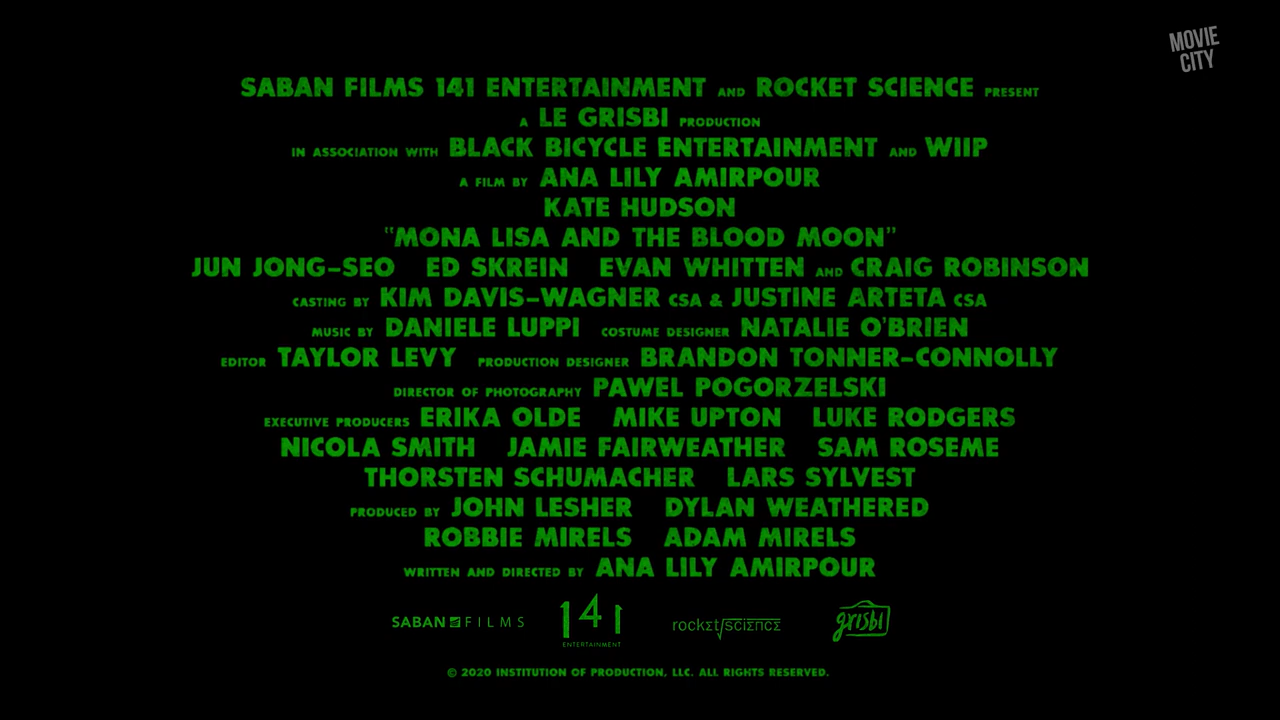 MOVIE
CITY
SABAN FILMS 141 ENTERTAINMENT AND ROCKET SCIENCE PRESENT
A LE GRISBI PRODUCTION
IN ASSOCIATION WITH BLACK BICYCLE ENTERTAINMENT AND WIIP
A FILM BY ANA LILY AMIRPOUR
KATE HUDSON
"MONA LISA AND THE BLOOD MOON"
JUN JONG-SEO ED SKREIN EVAN WHITTEN AND CRAIG ROBINSON
CASTING BY KIM DAVIS-WAGNER CSA & JUSTINE ARTETA CSA
MUSIC BY DANIELE LUPPI COSTUME DESIGNER NATALIE O'BRIEN
EDITOR TAYLOR LEVY PRODUCTION DESIGNER BRANDON TONNER-CONNOLLY
DIRECTOR OF PHOTOGRAPHY PAWEL POGORZELSKI
EXECUTIVE PRODUCERS ERIKA OLDE MIKE UPTON LUKE RODGERS
NICOLA SMITH JAMIE FAIRWEATHER SAM ROSEME
THORSTEN SCHUMACHER LARS SYLVEST
PRODUCED BY JOHN LESHER DYLAN WEATHERED
ROBBIE MIRELS ADAM MIRELS
WRITTEN AND DIRECTED BY ANA LILY AMIRPOUR
SABAN FILMS 141 ENTERTAINMENT rockΣt √sciΣncΣ grisbi
© 2020 INSTITUTION OF PRODUCTION, LLC. ALL RIGHTS RESERVED.